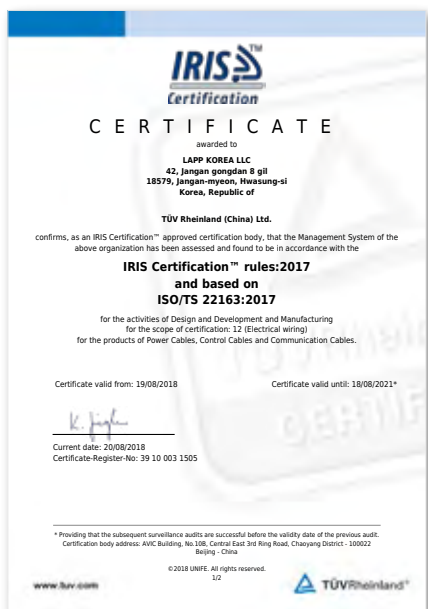 IRIS™
Certification
CERTIFICATE
awarded to
LAPP KOREA LLC
42, Jangan gongdan 8 gil
18579, Jangan-myeon, Hwasung-si
Korea, Republic of
TÜV Rheinland (China) Ltd.
confirms, as an IRIS Certification™ approved certification body, that the Management System of the
above organization has been assessed and found to be in accordance with the
IRIS Certification™ rules:2017
and based on
ISO/TS 22163:2017
for the activities of Design and Development and Manufacturing
for the scope of certification: 12 (Electrical wiring)
for the products of Power Cables, Control Cables and Communication Cables.
Certificate valid from: 19/08/2018 Certificate valid until: 18/08/2021*
Current date: 20/08/2018
Certificate-Register-No: 39 10 003 1505
* Providing that the subsequent surveillance audits are successful before the validity date of the previous audit.
Certification body address: AVIC Building, No.10B, Central East 3rd Ring Road, Chaoyang District - 100022
Beijing - China
©2018 UNIFE. All rights reserved.
1/2
www.tuv.com
TÜVRheinland®